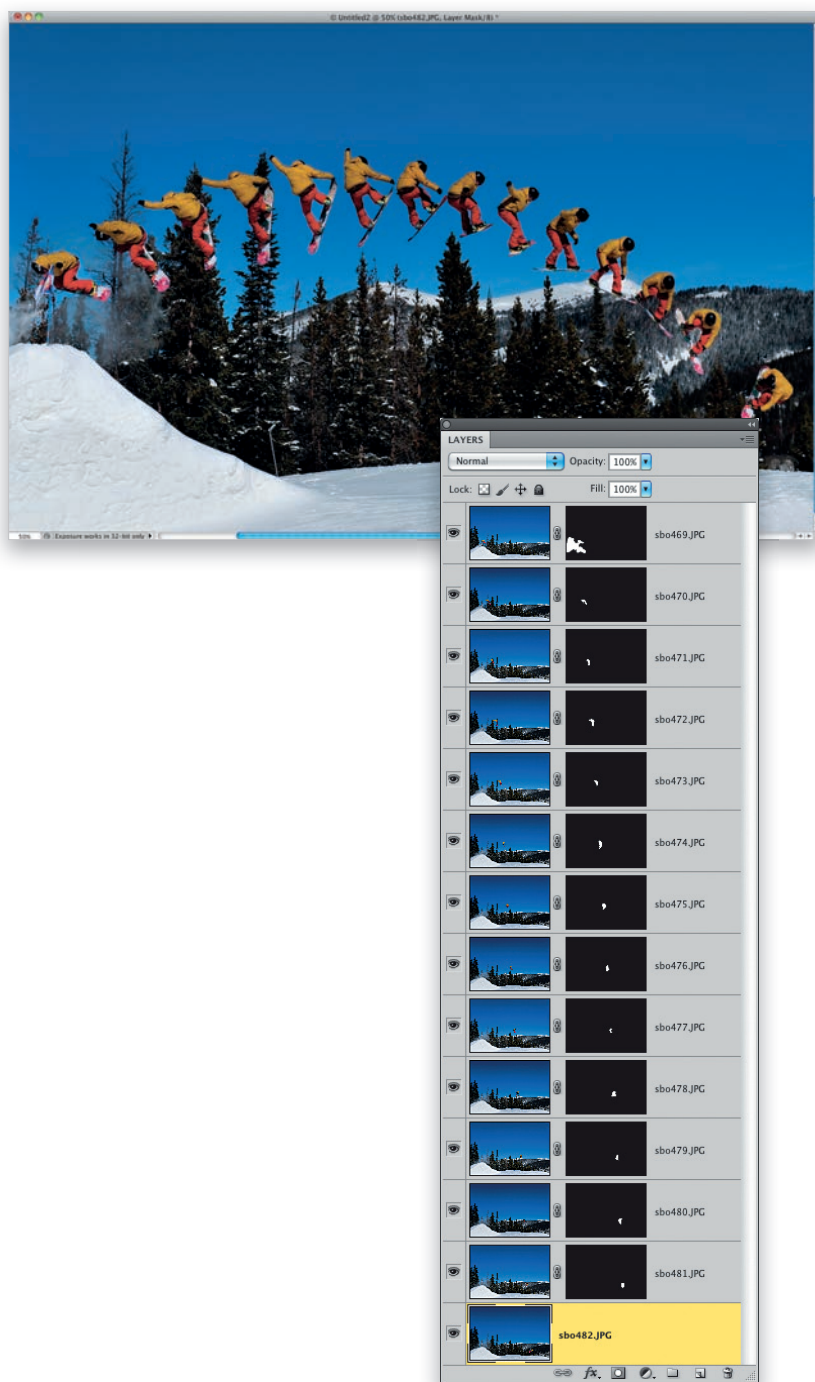 © Untitled2 @ 50% (sbo482.JPG, Layer Mask/8) *
50% Exposure works in 32-bit only
LAYERS
Normal Opacity: 100%
Lock: Fill: 100%
sbo469.JPG
sbo470.JPG
sbo471.JPG
sbo472.JPG
sbo473.JPG
sbo474.JPG
sbo475.JPG
sbo476.JPG
sbo477.JPG
sbo478.JPG
sbo479.JPG
sbo480.JPG
sbo481.JPG
sbo482.JPG
fx.